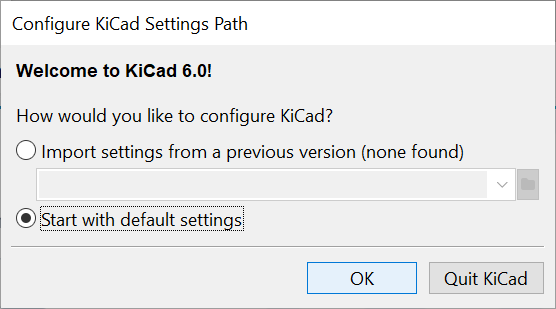 Configure KiCad Settings Path
Welcome to KiCad 6.0!
How would you like to configure KiCad?
Import settings from a previous version (none found)
Start with default settings
OK
Quit KiCad